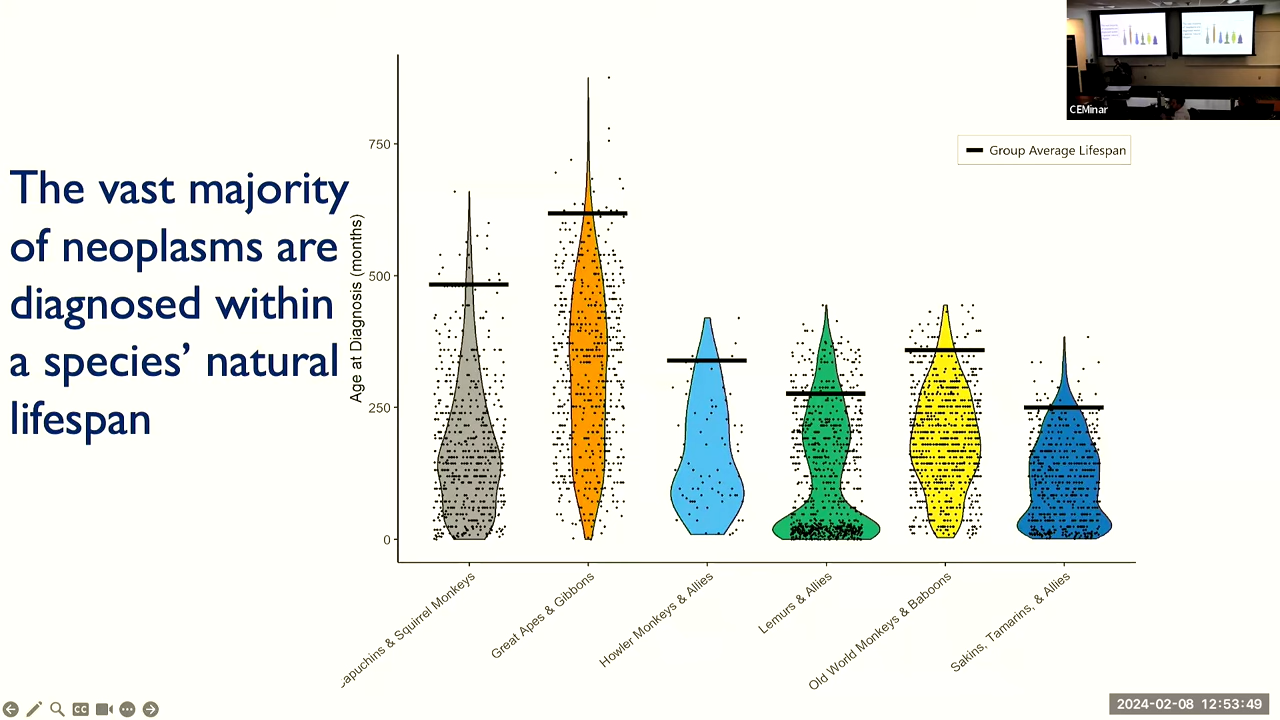 The vast majority
of neoplasms are
diagnosed within
a species’ natural
lifespan
CEMinar
Group Average Lifespan
Age at Diagnosis (months)
750
500
250
0
apuchins & Squirrel Monkeys
Great Apes & Gibbons
Howler Monkeys & Allies
Lemurs & Allies
Old World Monkeys & Baboons
Sakins, Tamarins, & Allies
CC
2024-02-08 12:53:49